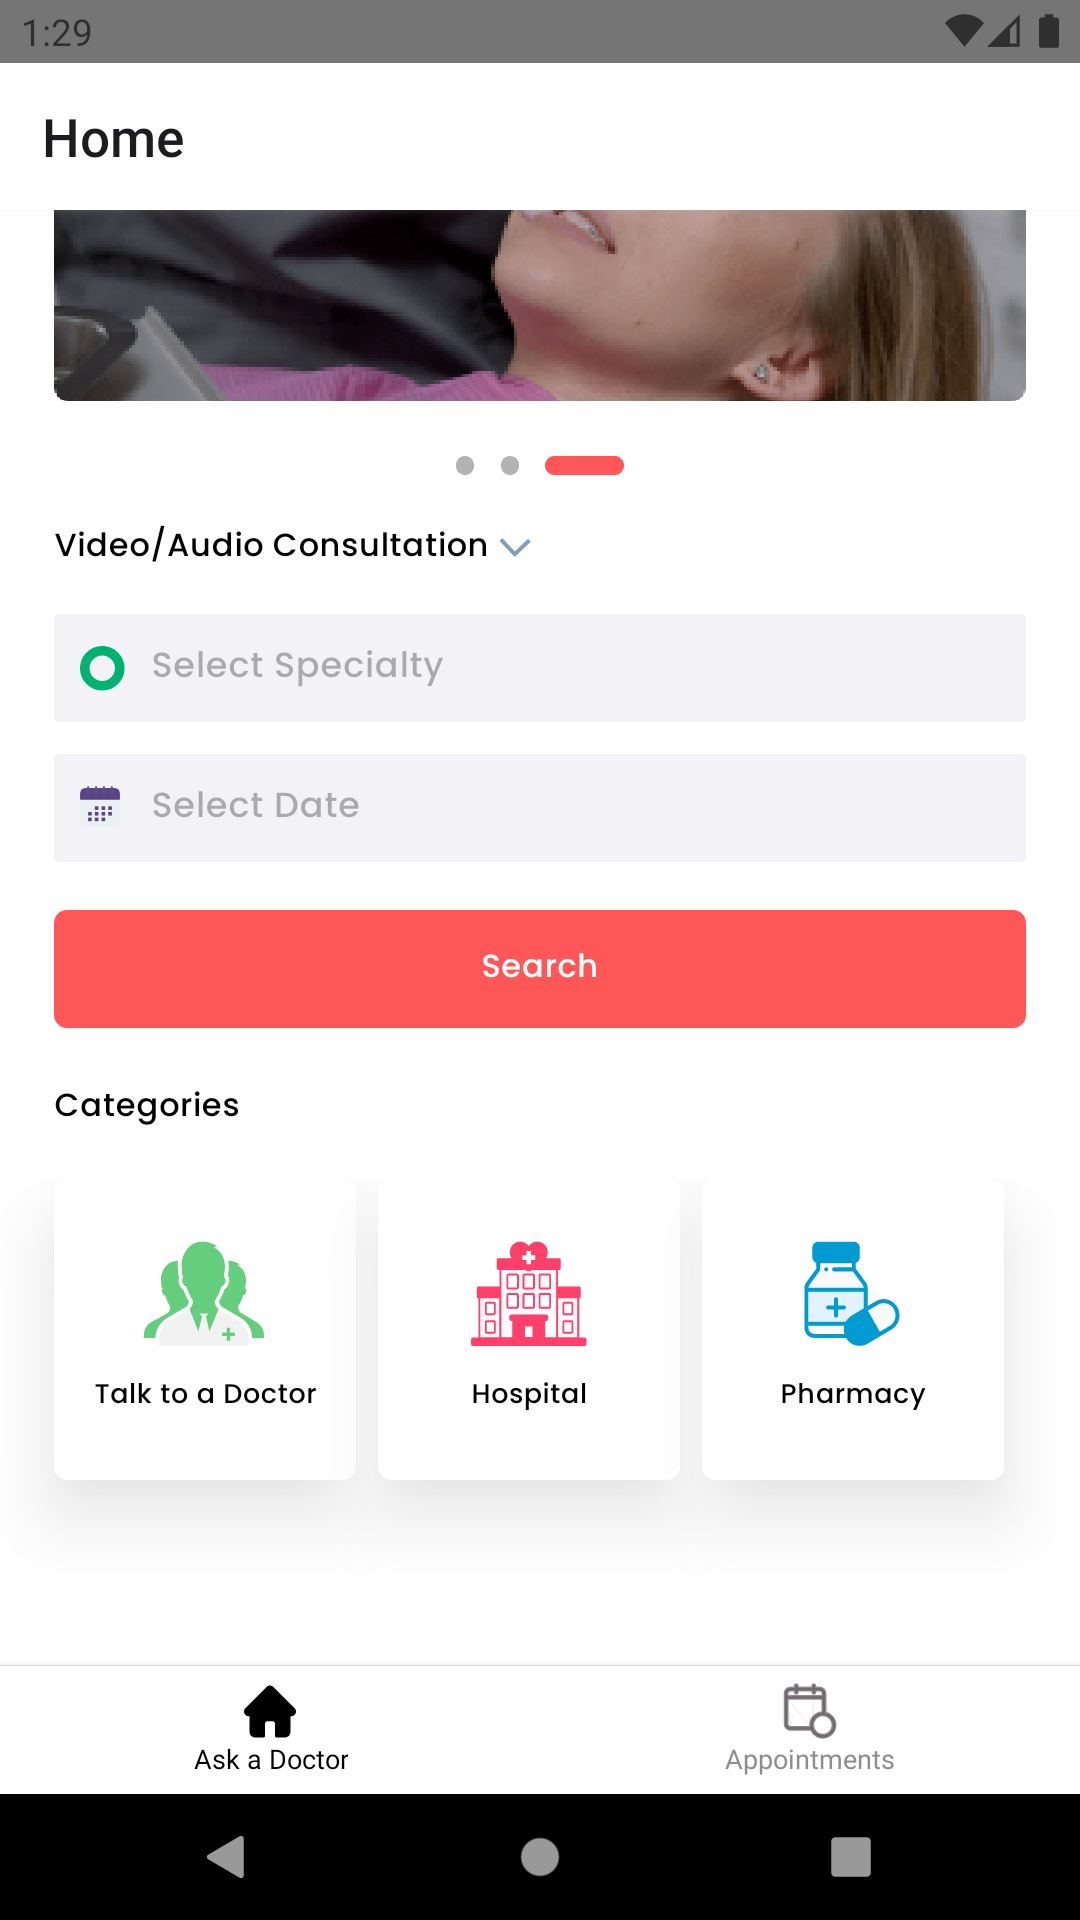 1:29
Home
Video/Audio Consultation
Select Specialty
Select Date
Search
Categories
Talk to a Doctor
Hospital
Pharmacy
Ask a Doctor
Appointments